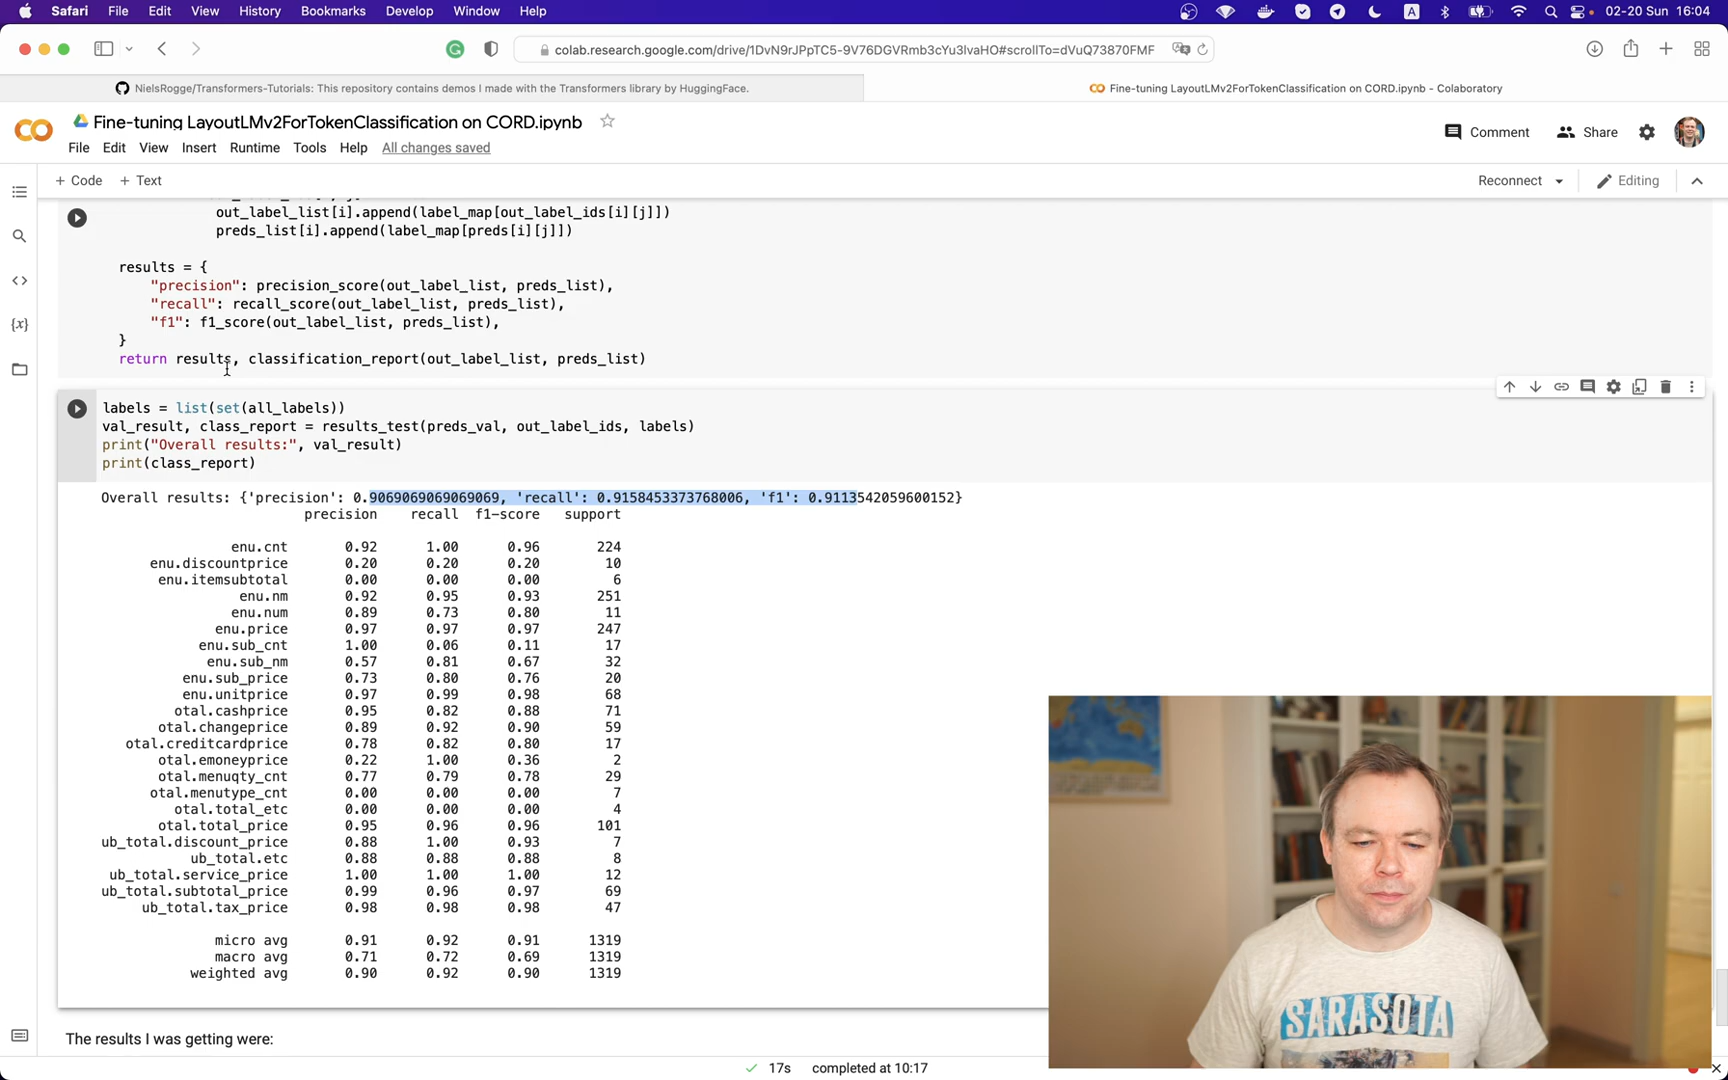 Safari File Edit View History Bookmarks Develop Window Help A 02-20 Sun 16:04
colab.research.google.com/drive/1DvN9rJPpTC5-9V76DGVRmb3cYu3lvaHO#scrollTo=dVuQ73870FMF
NielsRogge/Transformers-Tutorials: This repository contains demos I made with the Transformers library by HuggingFace.
Fine-tuning LayoutLMv2ForTokenClassification on CORD.ipynb - Colaboratory
Fine-tuning LayoutLMv2ForTokenClassification on CORD.ipynb
Comment Share
File Edit View Insert Runtime Tools Help All changes saved
+ Code + Text Reconnect Editing
out_label_list[i].append(label_map[out_label_ids[i][j]])
preds_list[i].append(label_map[preds[i][j]])
results = {
"precision": precision_score(out_label_list, preds_list),
"recall": recall_score(out_label_list, preds_list),
"f1": f1_score(out_label_list, preds_list),
}
return results, classification_report(out_label_list, preds_list)
labels = list(set(all_labels))
val_result, class_report = results_test(preds_val, out_label_ids, labels)
print("Overall results:", val_result)
print(class_report)
Overall results: {'precision': 0.9069069069069069, 'recall': 0.9158453373768006, 'f1': 0.9113542059600152}
precision recall f1-score support
enu.cnt 0.92 1.00 0.96 224
enu.discountprice 0.20 0.20 0.20 10
enu.itemsubtotal 0.00 0.00 0.00 6
enu.nm 0.92 0.95 0.93 251
enu.num 0.89 0.73 0.80 11
enu.price 0.97 0.97 0.97 247
enu.sub_cnt 1.00 0.06 0.11 17
enu.sub_nm 0.57 0.81 0.67 32
enu.sub_price 0.73 0.80 0.76 20
enu.unitprice 0.97 0.99 0.98 68
otal.cashprice 0.95 0.82 0.88 71
otal.changeprice 0.89 0.92 0.90 59
otal.creditcardprice 0.78 0.82 0.80 17
otal.emoneyprice 0.22 1.00 0.36 2
otal.menuqty_cnt 0.77 0.79 0.78 29
otal.menutype_cnt 0.00 0.00 0.00 7
otal.total_etc 0.00 0.00 0.00 4
otal.total_price 0.95 0.96 0.96 101
ub_total.discount_price 0.88 1.00 0.93 7
ub_total.etc 0.88 0.88 0.88 8
ub_total.service_price 1.00 1.00 1.00 12
ub_total.subtotal_price 0.99 0.96 0.97 69
ub_total.tax_price 0.98 0.98 0.98 47
micro avg 0.91 0.92 0.91 1319
macro avg 0.71 0.72 0.69 1319
weighted avg 0.90 0.92 0.90 1319
SARASOTA
The results I was getting were:
17s completed at 10:17